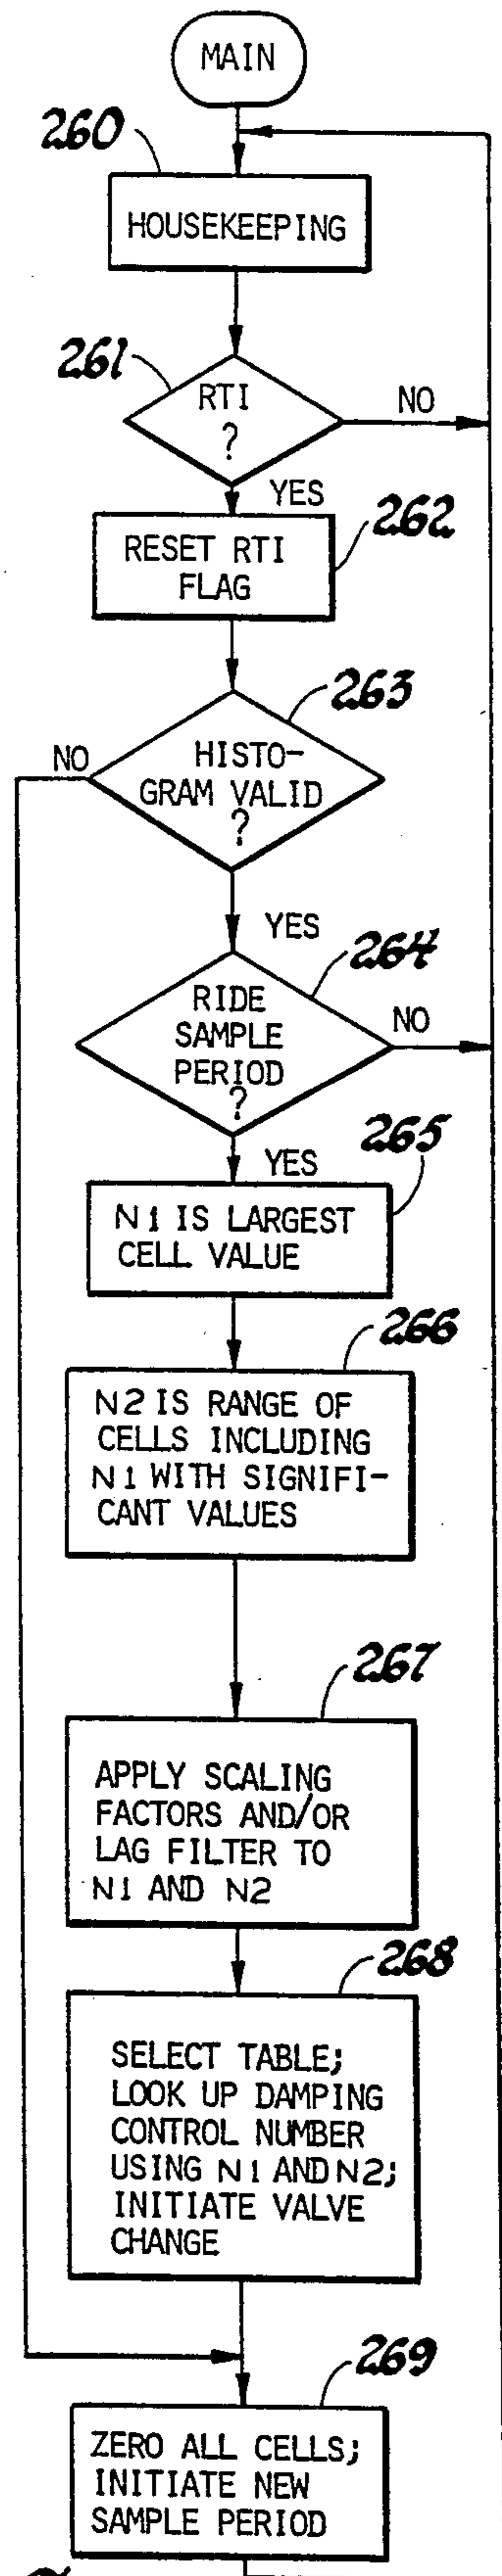 MAIN
260
HOUSEKEEPING
261
RTI
?
NO
YES
262
RESET RTI
FLAG
263
NO
HISTO-
GRAM VALID
?
YES
264
RIDE
SAMPLE
PERIOD
?
NO
265
YES
N1 IS LARGEST
CELL VALUE
266
N2 IS RANGE OF
CELLS INCLUDING
N1 WITH SIGNIFI-
CANT VALUES
267
APPLY SCALING
FACTORS AND/OR
LAG FILTER TO
N1 AND N2
268
SELECT TABLE;
LOOK UP DAMPING
CONTROL NUMBER
USING N1 AND N2;
INITIATE VALVE
CHANGE
269
ZERO ALL CELLS;
INITIATE NEW
SAMPLE PERIOD